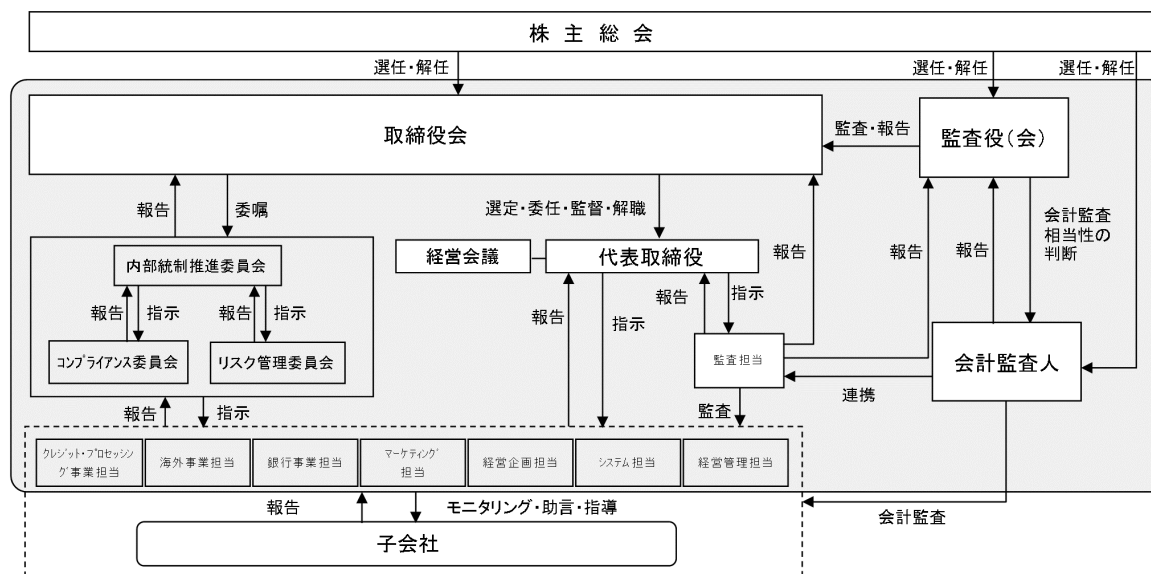 株主総会
選任・解任
選任・解任
選任・解任
取締役会
監査・報告
監査役（会）
報告
委嘱
選定・委任・監督・解職
報告
報告
報告
会計監査
相当性の
判断
経営会議
代表取締役
内部統制推進委員会
報告
指示
報告
指示
報告
指示
報告
指示
コンプライアンス委員会
リスク管理委員会
監査担当
会計監査人
連携
報告
指示
監査
クレジット・プロセッシン
グ事業担当
海外事業担当
銀行事業担当
マーケティング
担当
経営企画担当
システム担当
経営管理担当
報告
モニタリング・助言・指導
会計監査
子会社